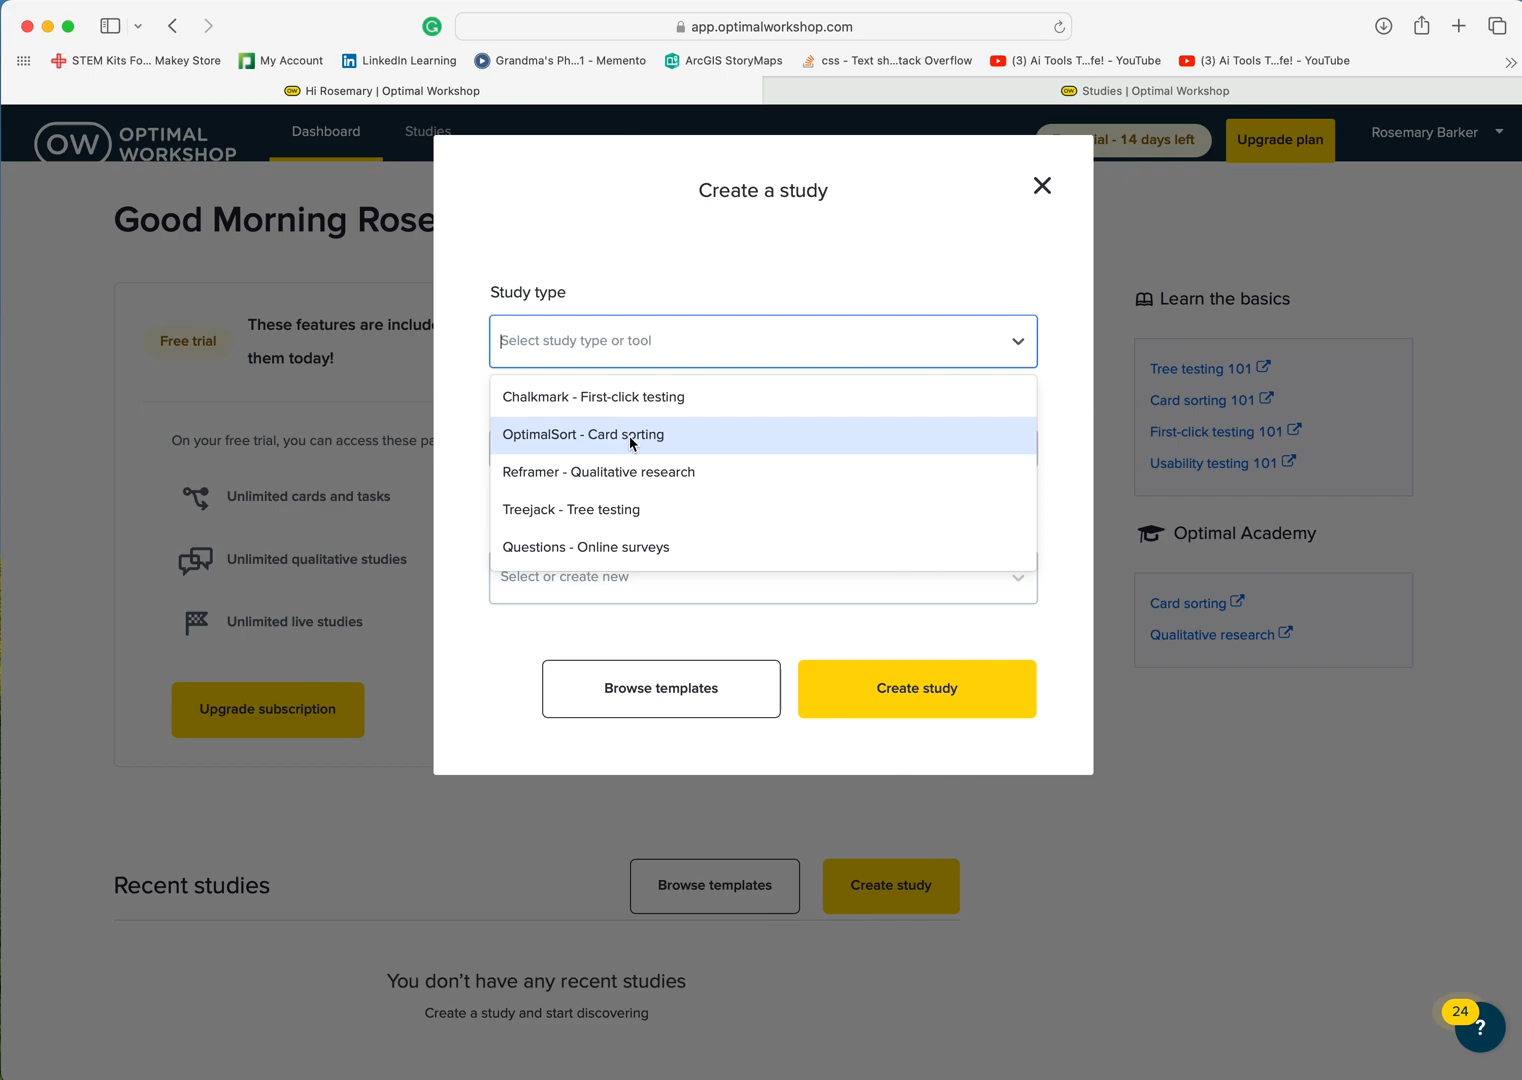 app.optimalworkshop.com
STEM Kits Fo... Makey Store
My Account
LinkedIn Learning
Grandma's Ph...1 - Memento
ArcGIS StoryMaps
css - Text sh...tack Overflow
(3) Ai Tools T...fe! - YouTube
(3) Ai Tools T...fe! - YouTube
Hi Rosemary | Optimal Workshop
Studies | Optimal Workshop
OW OPTIMAL WORKSHOP
Dashboard
Studies
ial - 14 days left
Upgrade plan
Rosemary Barker
Good Morning Rose
Free trial
These features are includ
them today!
On your free trial, you can access these pa
Unlimited cards and tasks
Unlimited qualitative studies
Unlimited live studies
Upgrade subscription
Create a study
Study type
Select study type or tool
Chalkmark - First-click testing
OptimalSort - Card sorting
Reframer - Qualitative research
Treejack - Tree testing
Questions - Online surveys
Select or create new
Browse templates
Create study
Learn the basics
Tree testing 101
Card sorting 101
First-click testing 101
Usability testing 101
Optimal Academy
Card sorting
Qualitative research
Recent studies
Browse templates
Create study
You don't have any recent studies
Create a study and start discovering
24
?